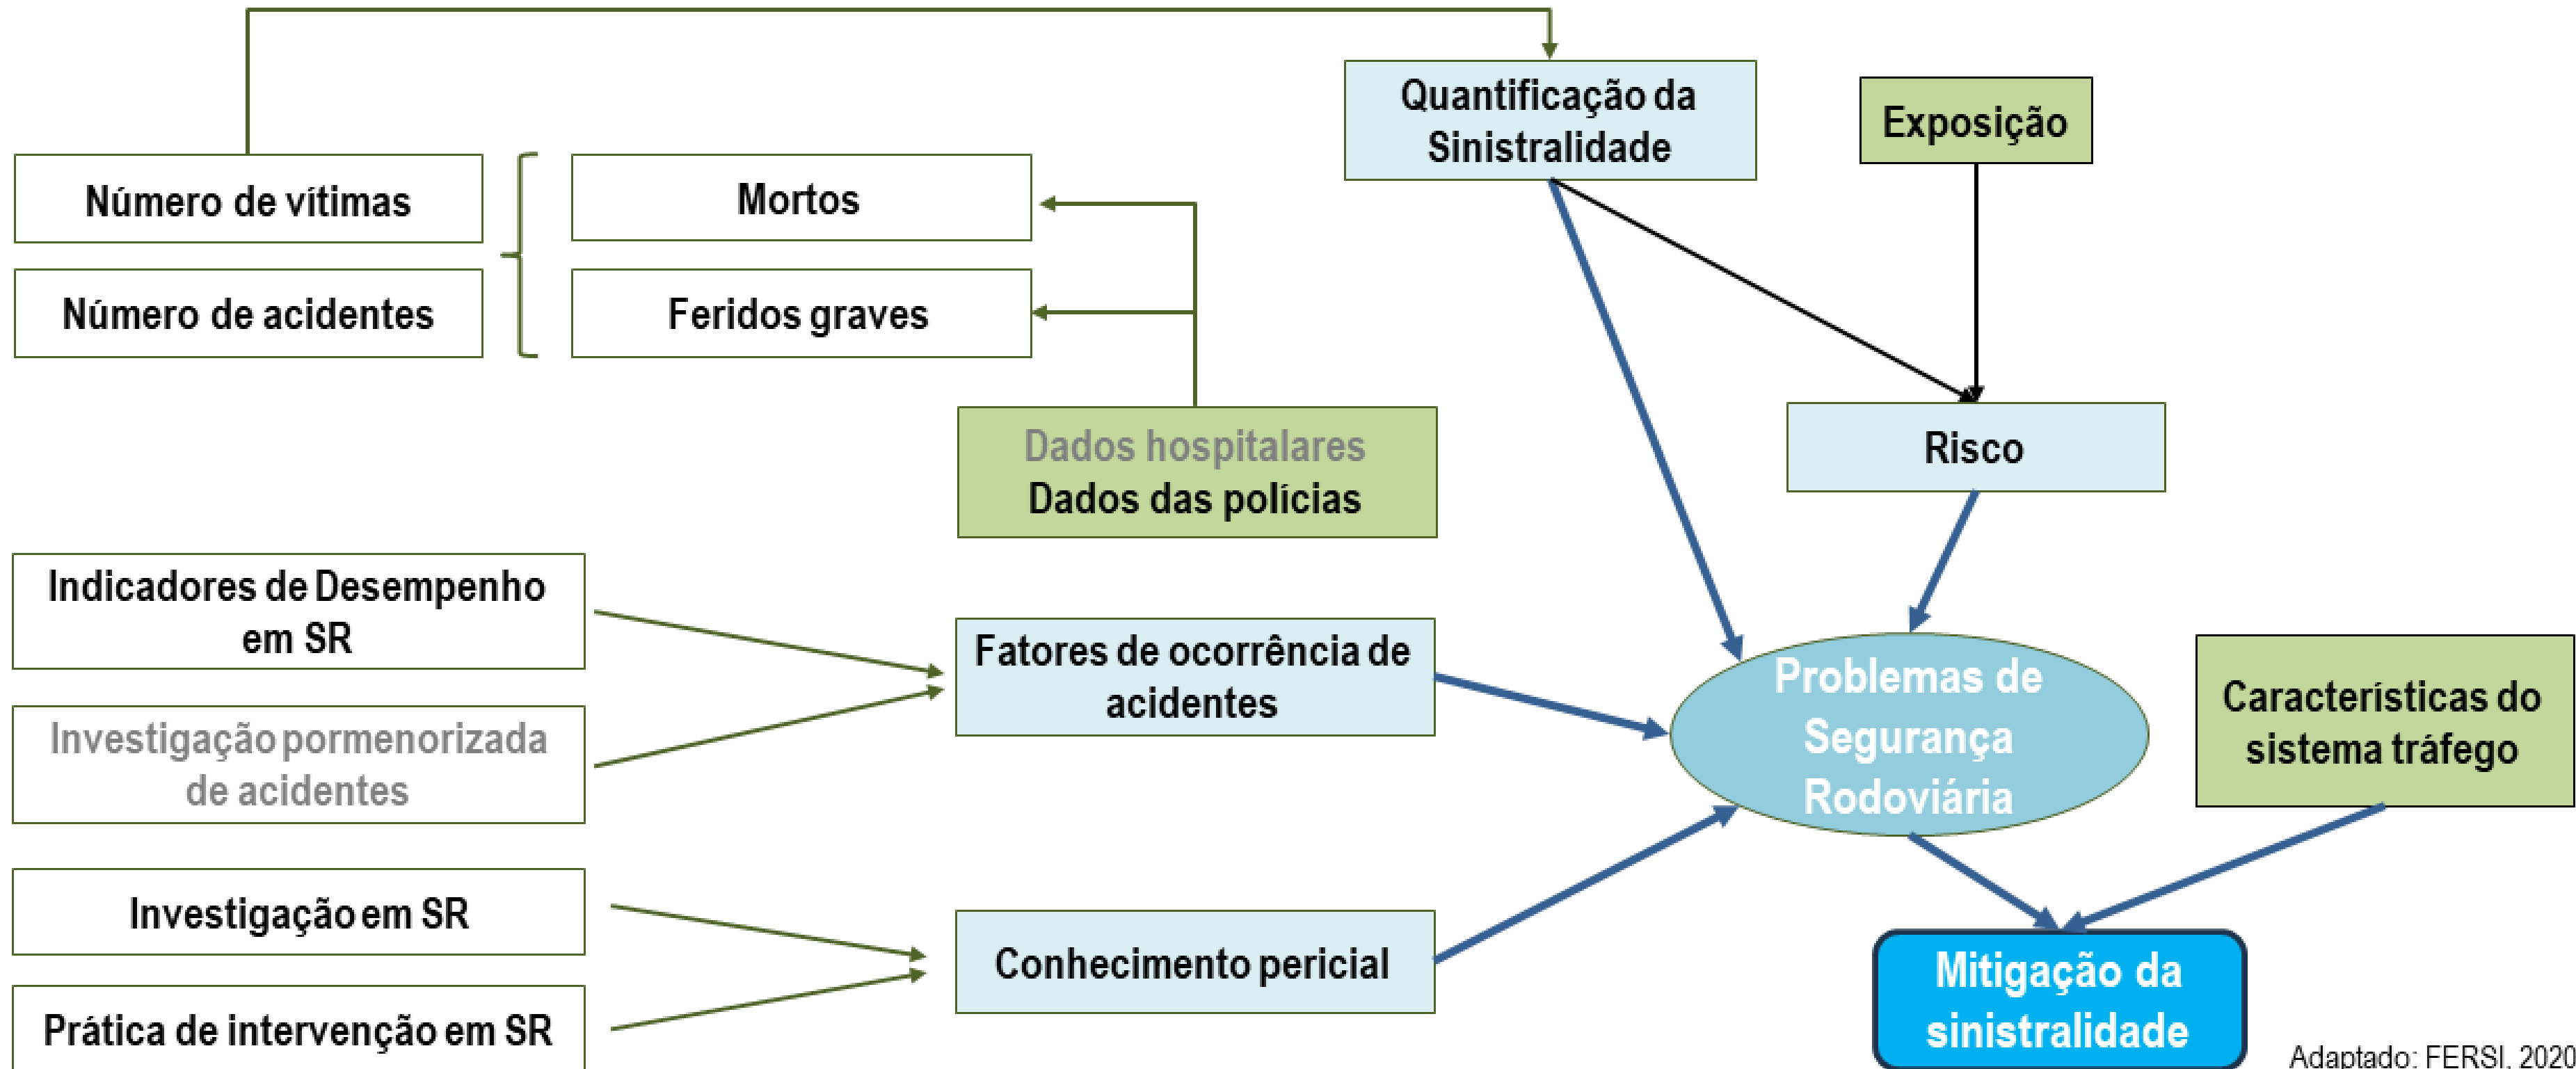 Quantificação da
Sinistralidade
Exposição
Número de vítimas
Mortos
Número de acidentes
Feridos graves
Dados hospitalares
Dados das polícias
Risco
Indicadores de Desempenho
em SR
Fatores de ocorrência de
acidentes
Investigação pormenorizada
de acidentes
Problemas de
Segurança
Rodoviária
Características do
sistema tráfego
Investigação em SR
Conhecimento pericial
Prática de intervenção em SR
Mitigação da
sinistralidade
Adaptado: FERSI, 2020